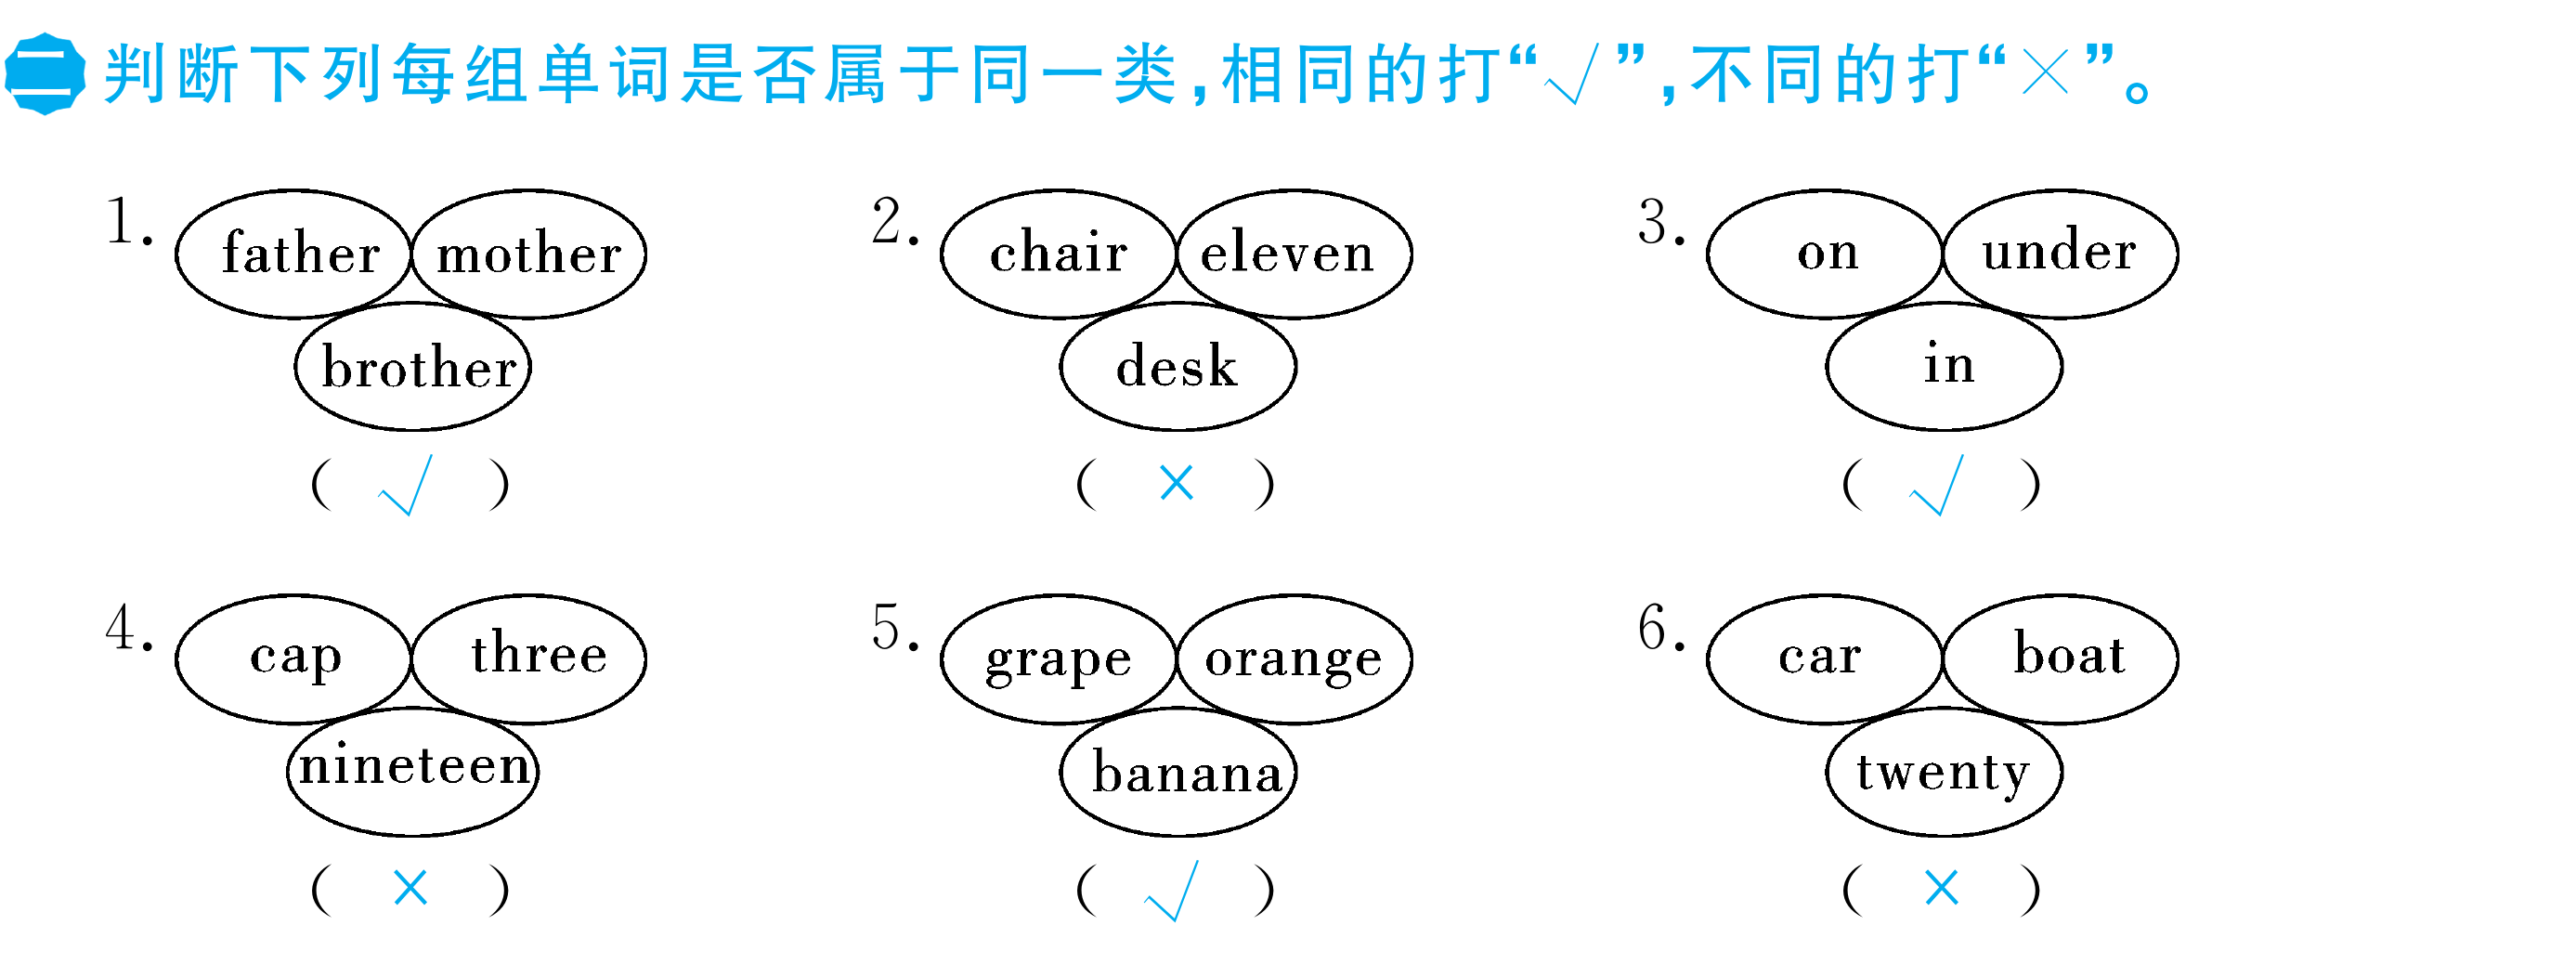 二 判断下列每组单词是否属于同一类,相同的打“√”,不同的打“×”。
1. father mother 2. chair eleven 3. on under
brother desk in
( √ ) ( × ) ( √ )
4. cap three 5. grape orange 6. car boat
nineteen banana twenty
( × ) ( √ ) ( × )